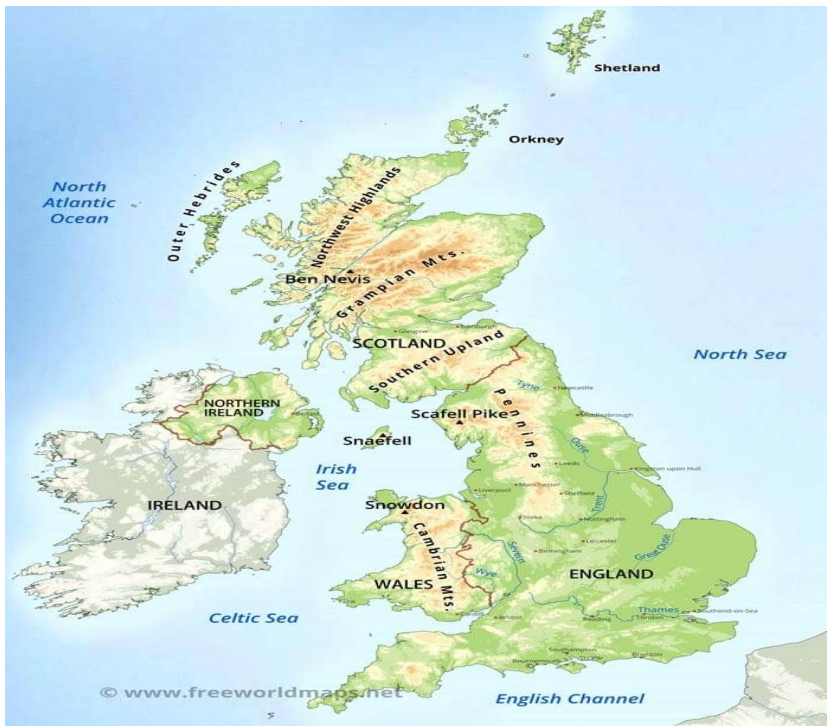 Shetland
Orkney
North
Atlantic
Ocean
Outer Hebrides
Northwest Highlands
Ben Nevis
Grampian Mts.
Glasgow
Edinburgh
SCOTLAND
Southern Upland
North Sea
Tyne
Newcastle
NORTHERN
IRELAND
Belfast
Pennines
Scafell Pike
Middlesbrough
Snaefell
Ouse
Irish
Sea
Leeds
Kingston upon Hull
Manchester
Liverpool
Sheffield
IRELAND
Snowdon
Trent
Stoke
Nottingham
Cambrian Mts.
Leicester
Great Ouse
Severn
Birmingham
Wye
ENGLAND
WALES
Thames
Southend-on-Sea
Cardiff
Bristol
Reading
London
Celtic Sea
Southampton
Brighton
Bournemouth
© www.freeworldmaps.net
English Channel